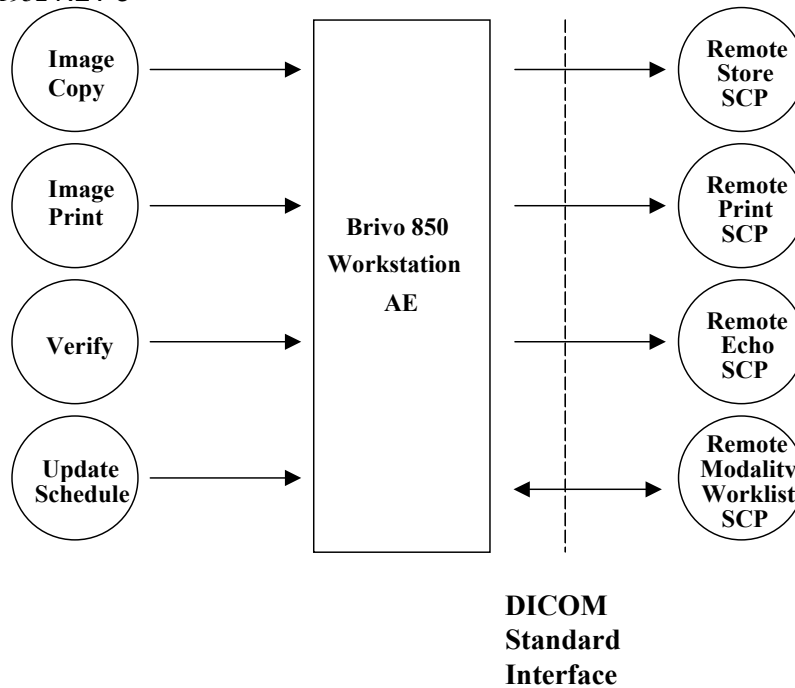 Image
Copy
Remote
Store
SCP
Image
Print
Remote
Print
SCP
Brivo 850
Workstation
AE
Verify
Remote
Echo
SCP
Update
Schedule
Remote
Modality
Worklist
SCP
DICOM
Standard
Interface